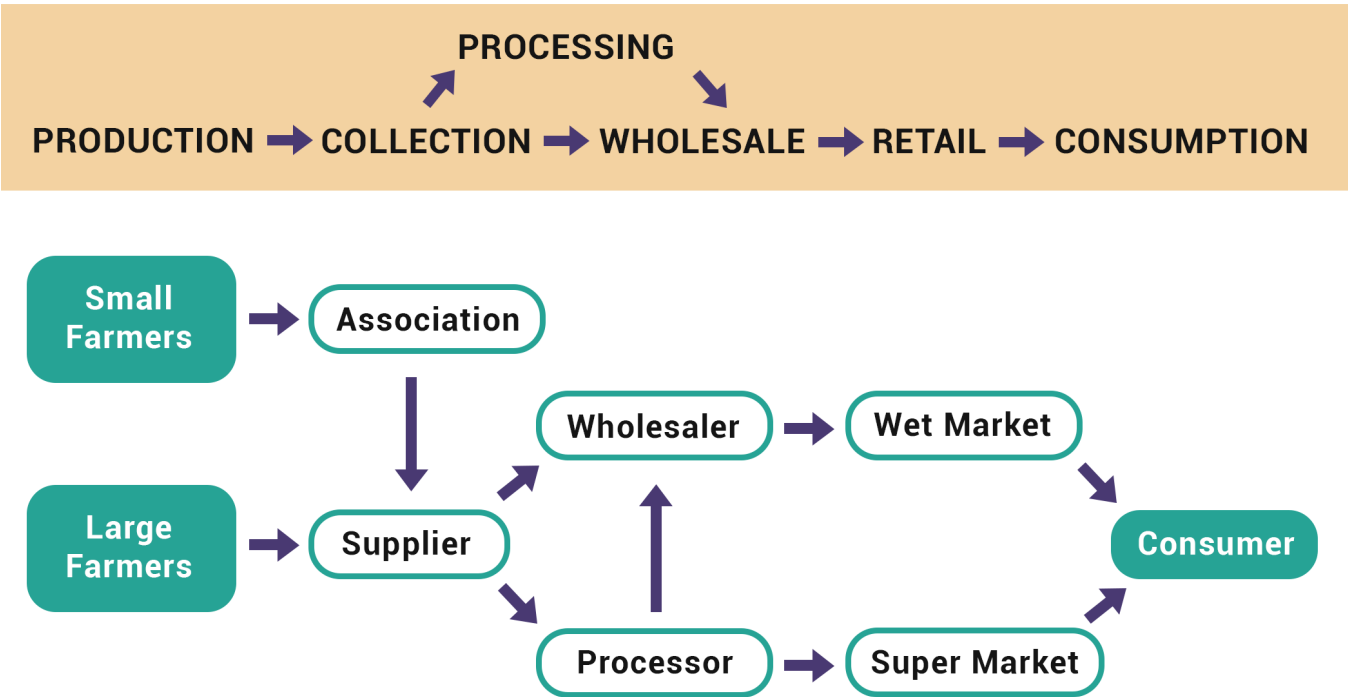 PROCESSING
PRODUCTION COLLECTION WHOLESALE RETAIL CONSUMPTION
Small
Farmers
Association
Wholesaler
Wet Market
Large
Farmers
Supplier
Consumer
Processor
Super Market